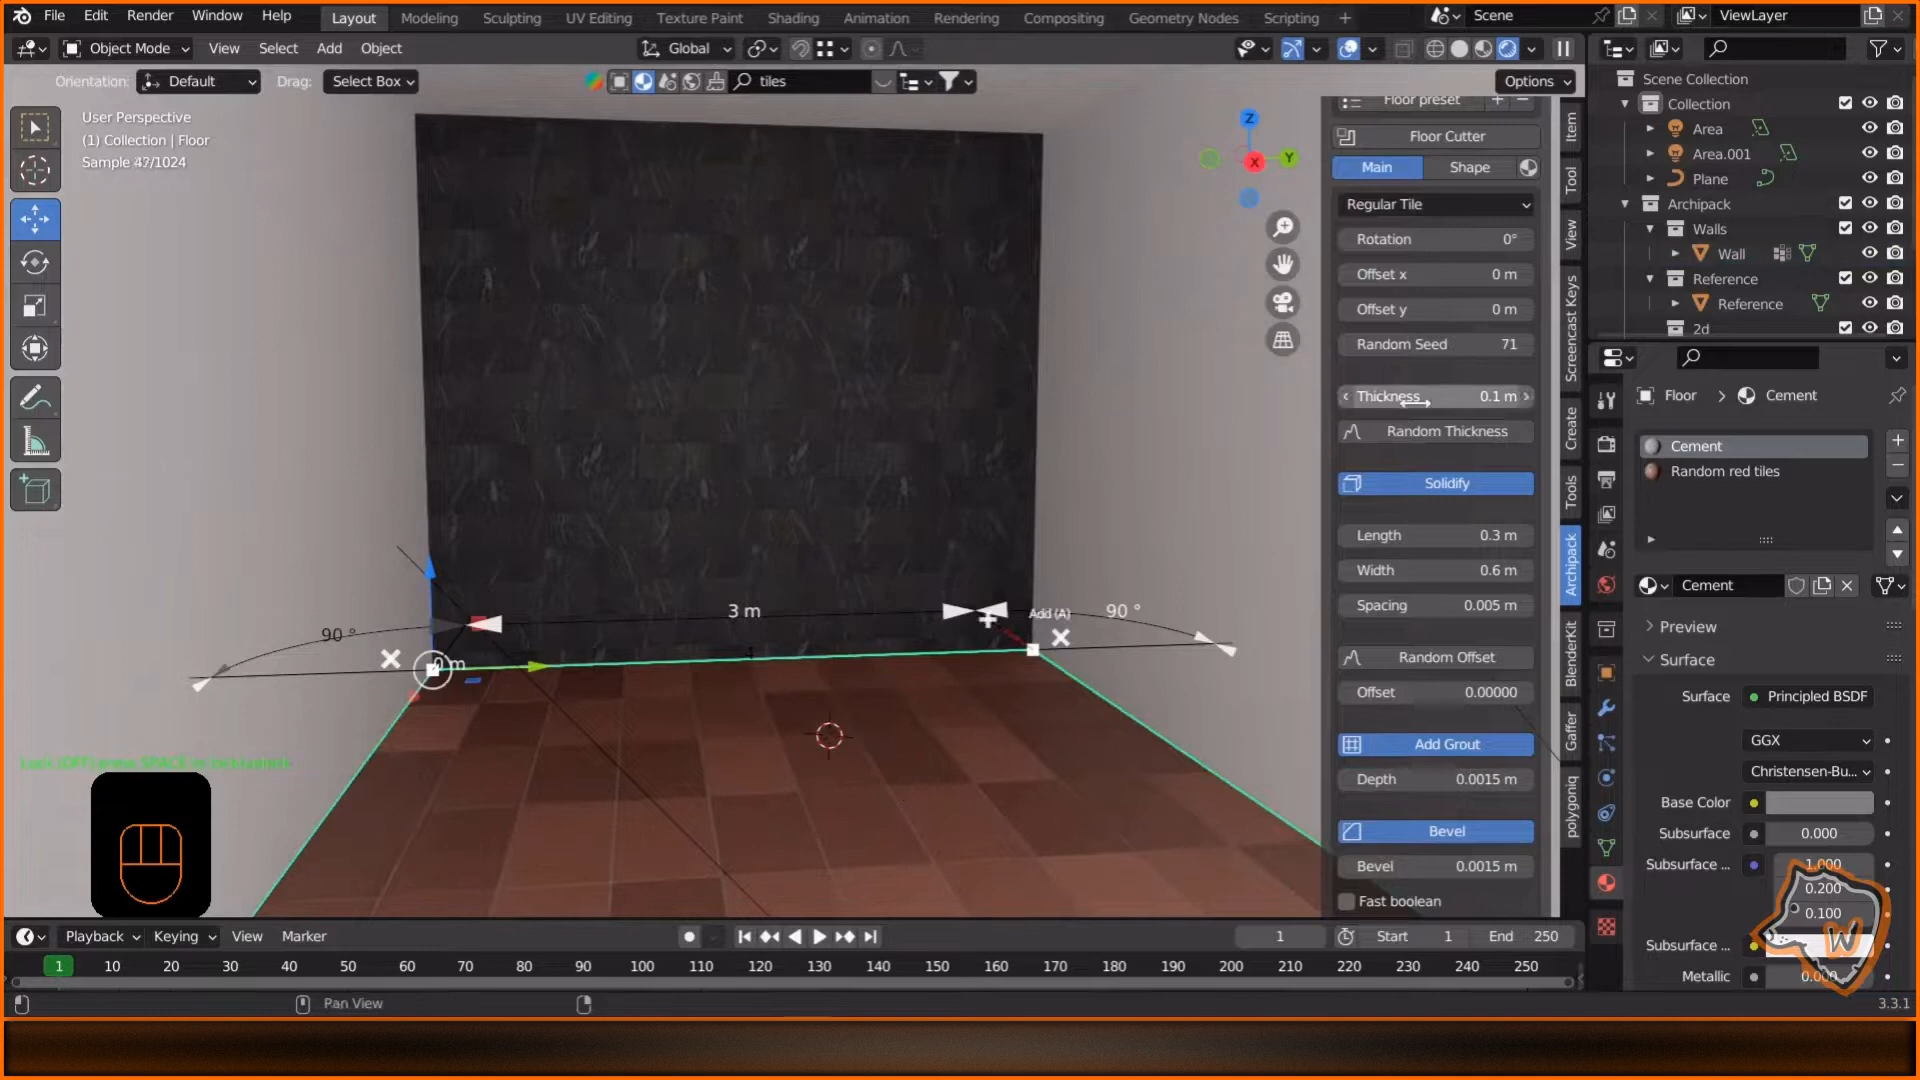 File Edit Render Window Help Layout Modeling Sculpting UV Editing Texture Paint Shading Animation Rendering Compositing Geometry Nodes Scripting + Scene ViewLayer
Object Mode View Select Add Object Global
Orientation: Default Drag: Select Box tiles Options
User Perspective
(1) Collection | Floor
Sample 47/1024
Z
Y
X
3 m
90 °
90 °
0 m
Add (A)
4
Floor preset
Floor Cutter
Main Shape
Regular Tile
Rotation 0°
Offset x 0 m
Offset y 0 m
Random Seed 71
Thickness 0.1 m
Random Thickness
Solidify
Length 0.3 m
Width 0.6 m
Spacing 0.005 m
Random Offset
Offset 0.00000
Add Grout
Depth 0.0015 m
Bevel
Bevel 0.0015 m
Fast boolean
Item
Tool
View
Screencast Keys
Create
Tools
Archipack
BlenderKit
Gaffer
polygoniq
Scene Collection
Collection
Area
Area.001
Plane
Archipack
Walls
Wall
Reference
Reference
2d
Floor > Cement
Cement
Random red tiles
Cement
Preview
Surface
Surface Principled BSDF
GGX
Christensen-Bu...
Base Color
Subsurface 0.000
Subsurface ... 1.000
0.200
0.100
Subsurface ...
Metallic 0.000
W
Playback Keying View Marker 1 Start 1 End 250
1 10 20 30 40 50 60 70 80 90 100 110 120 130 140 150 160 170 180 190 200 210 220 230 240 250
Pan View 3.3.1